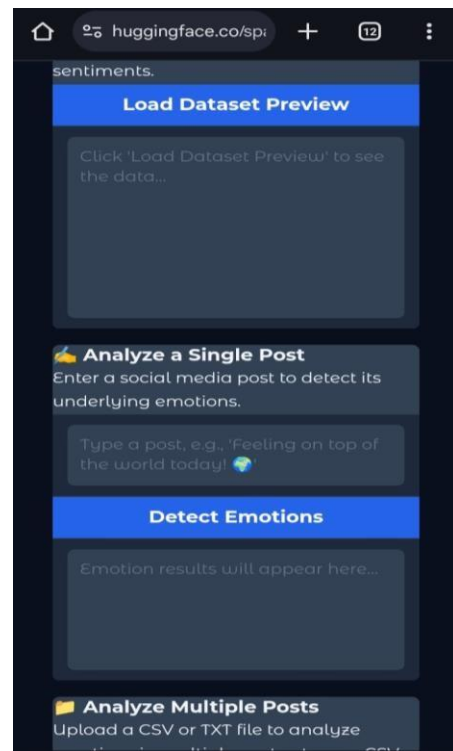 huggingface.co/spa
12
sentiments.
Load Dataset Preview
Click 'Load Dataset Preview' to see
the data...
✍️ Analyze a Single Post
Enter a social media post to detect its
underlying emotions.
Type a post, e.g., 'Feeling on top of
the world today! 🌍'
Detect Emotions
Emotion results will appear here...
📁 Analyze Multiple Posts
Upload a CSV or TXT file to analyze